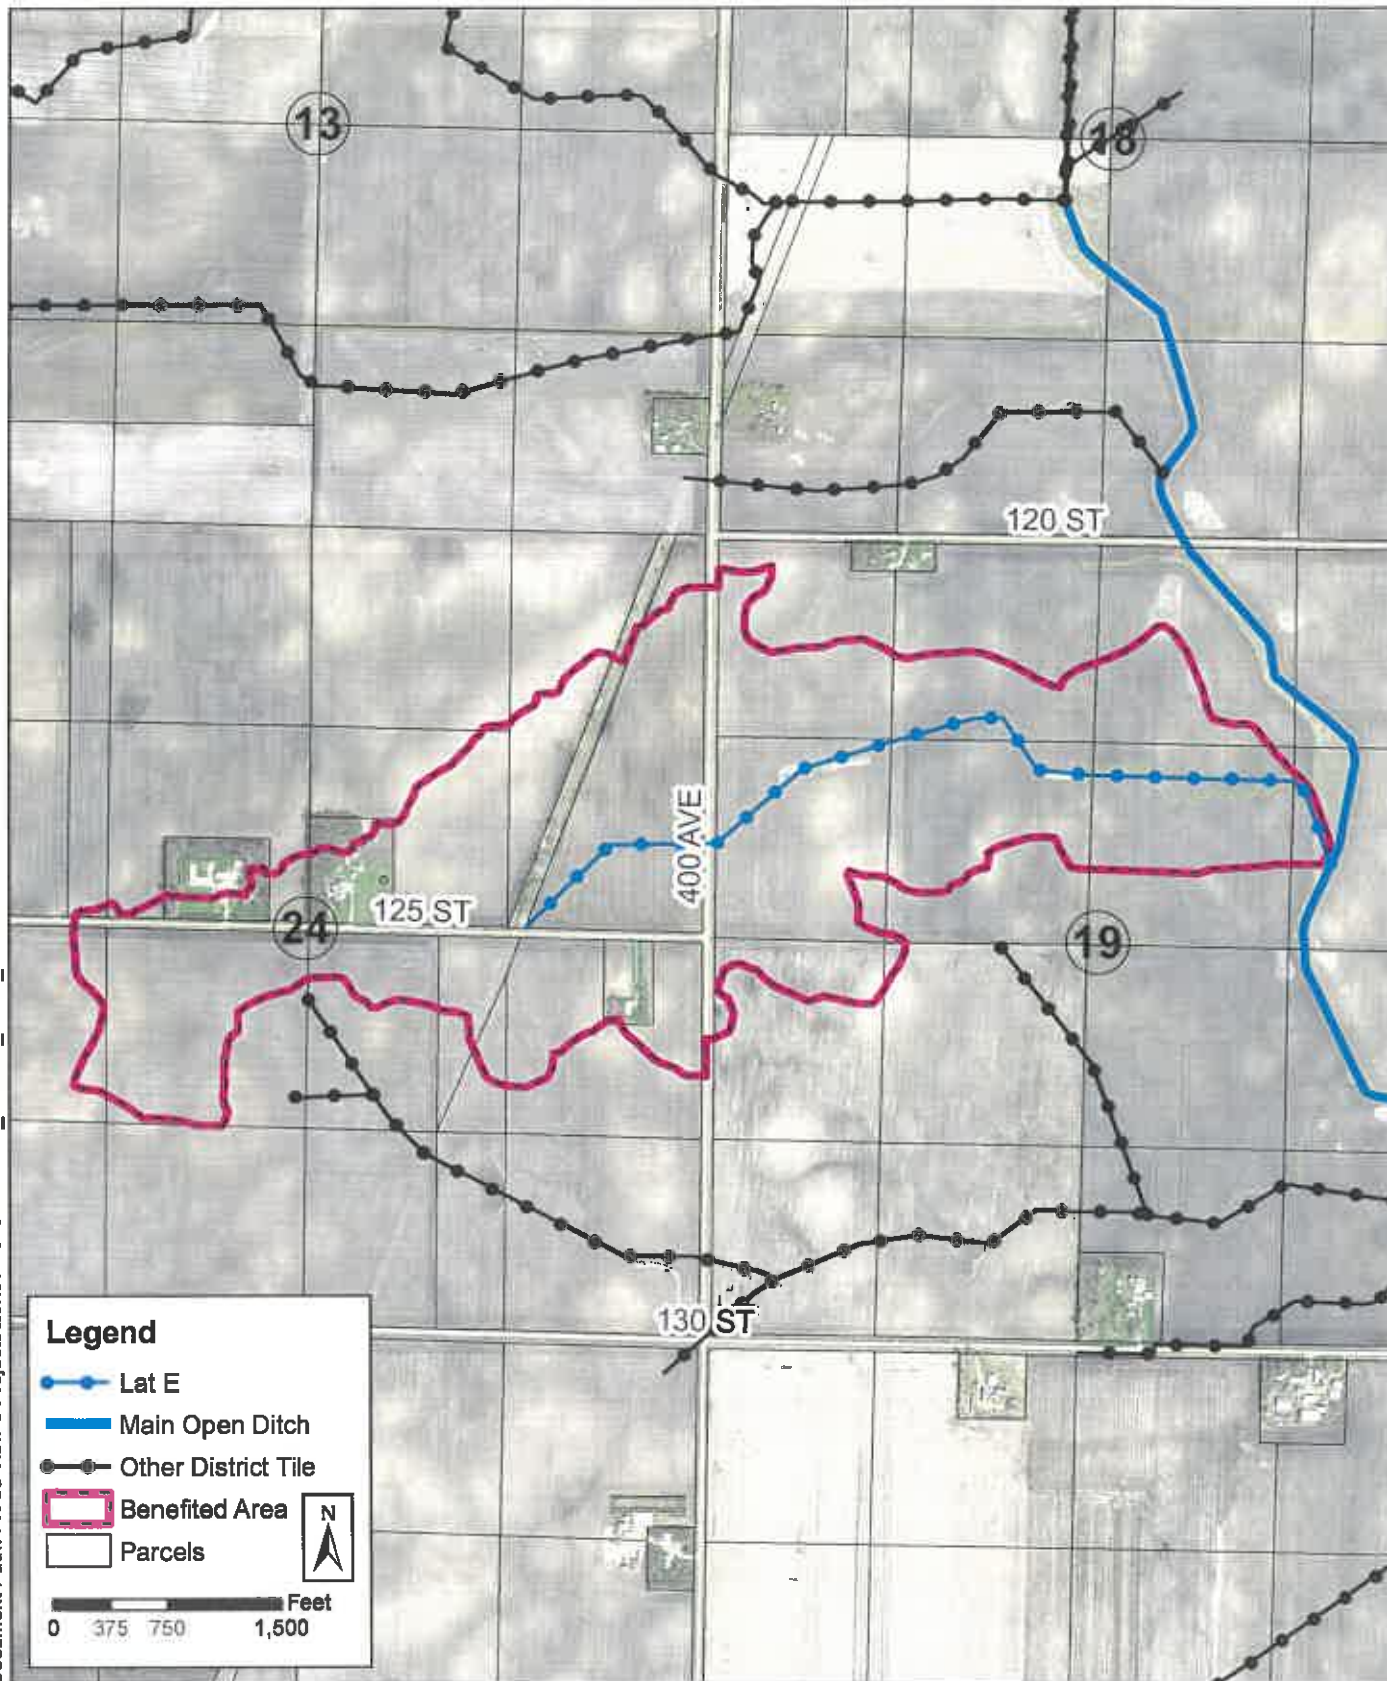 13
18
120 ST
400 AVE
125 ST
24
19
130 ST
Legend
Lat E
Main Open Ditch
Other District Tile
Benefited Area
N
Parcels
Feet
0 375 750 1,500